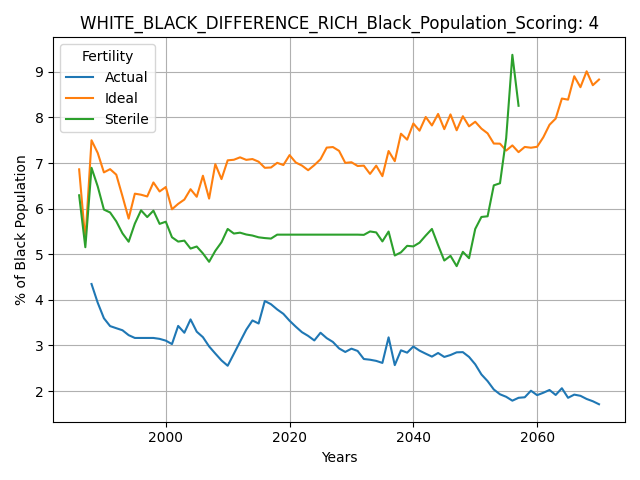 WHITE_BLACK_DIFFERENCE_RICH_Black_Population_Scoring: 4
Fertility
Actual
Ideal
Sterile
% of Black Population
9
8
7
6
5
4
3
2
2000
2020
2040
2060
Years